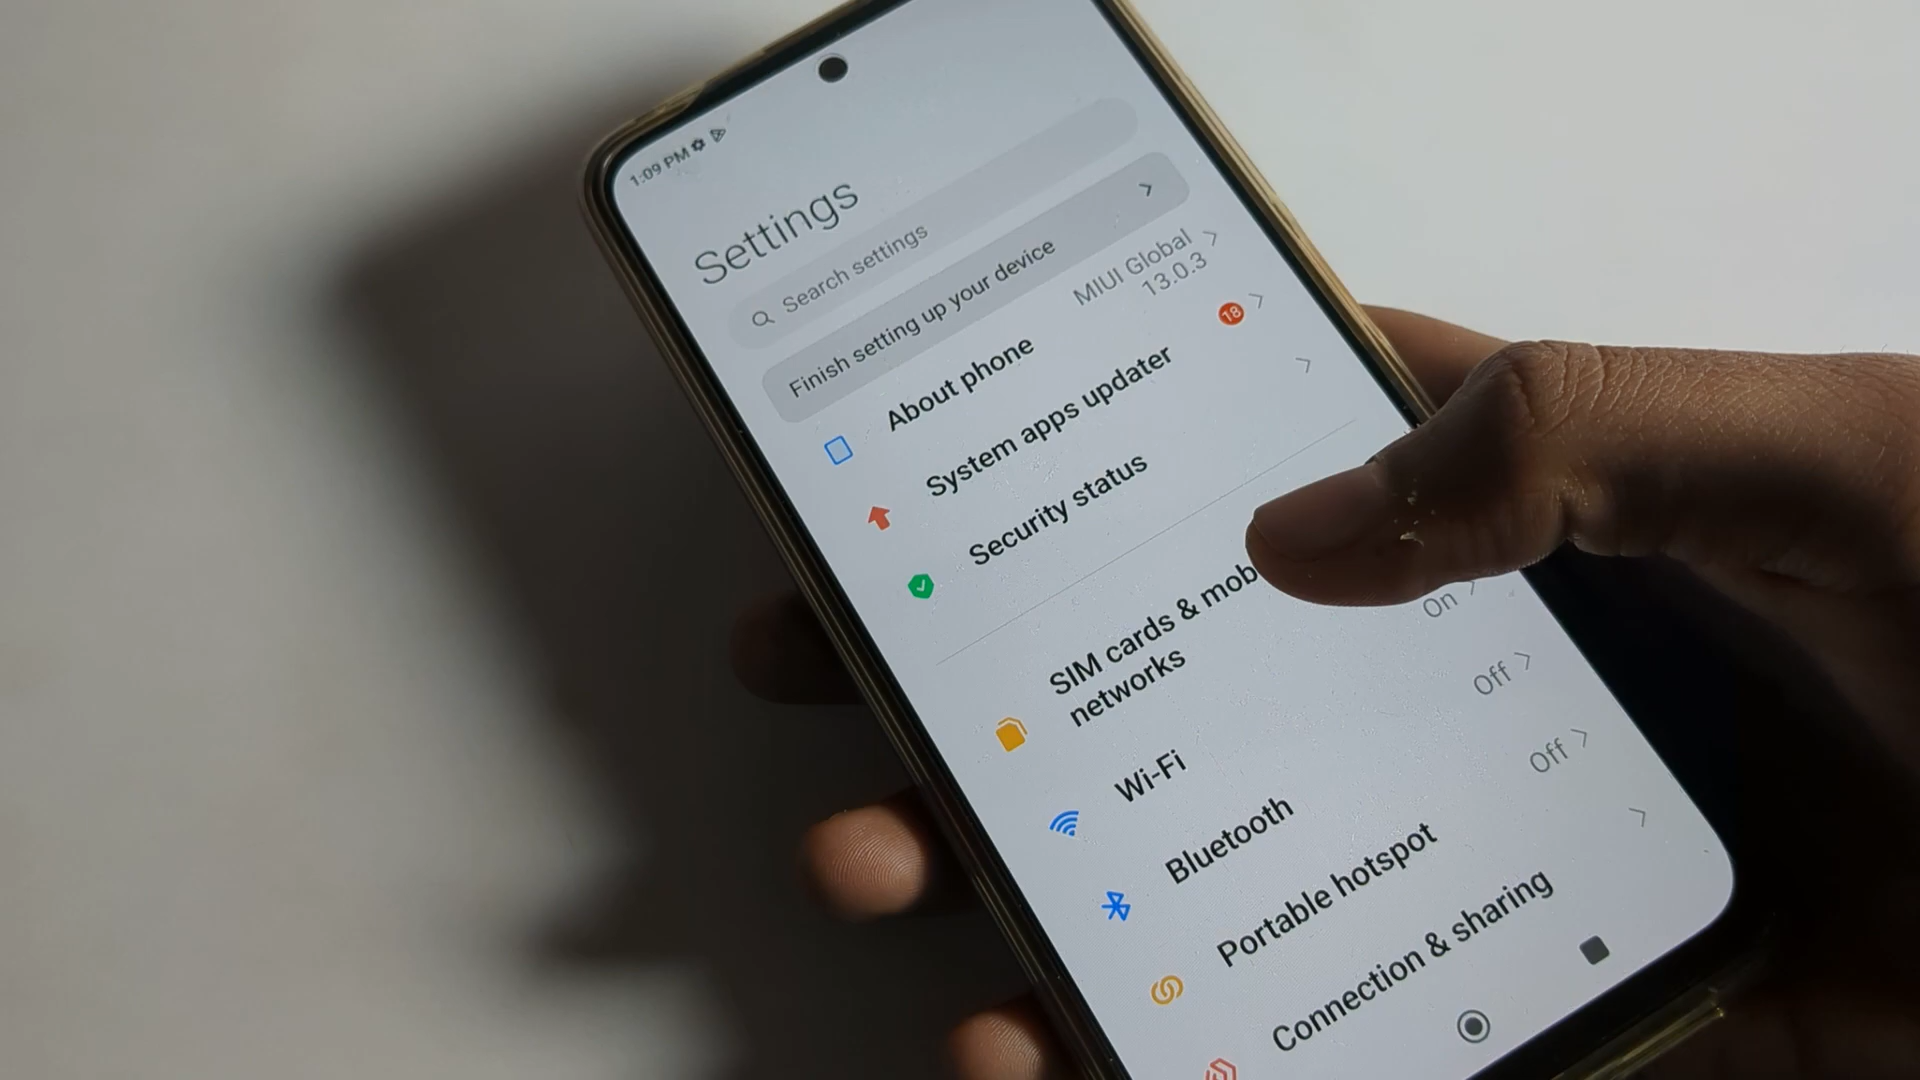 1:09 PM
Settings
Search settings
Finish setting up your device
About phone
MIUI Global
13.0.3
System apps updater
18
Security status
SIM cards & mob
networks
Wi-Fi
On
Bluetooth
Off
Portable hotspot
Off
Connection & sharing